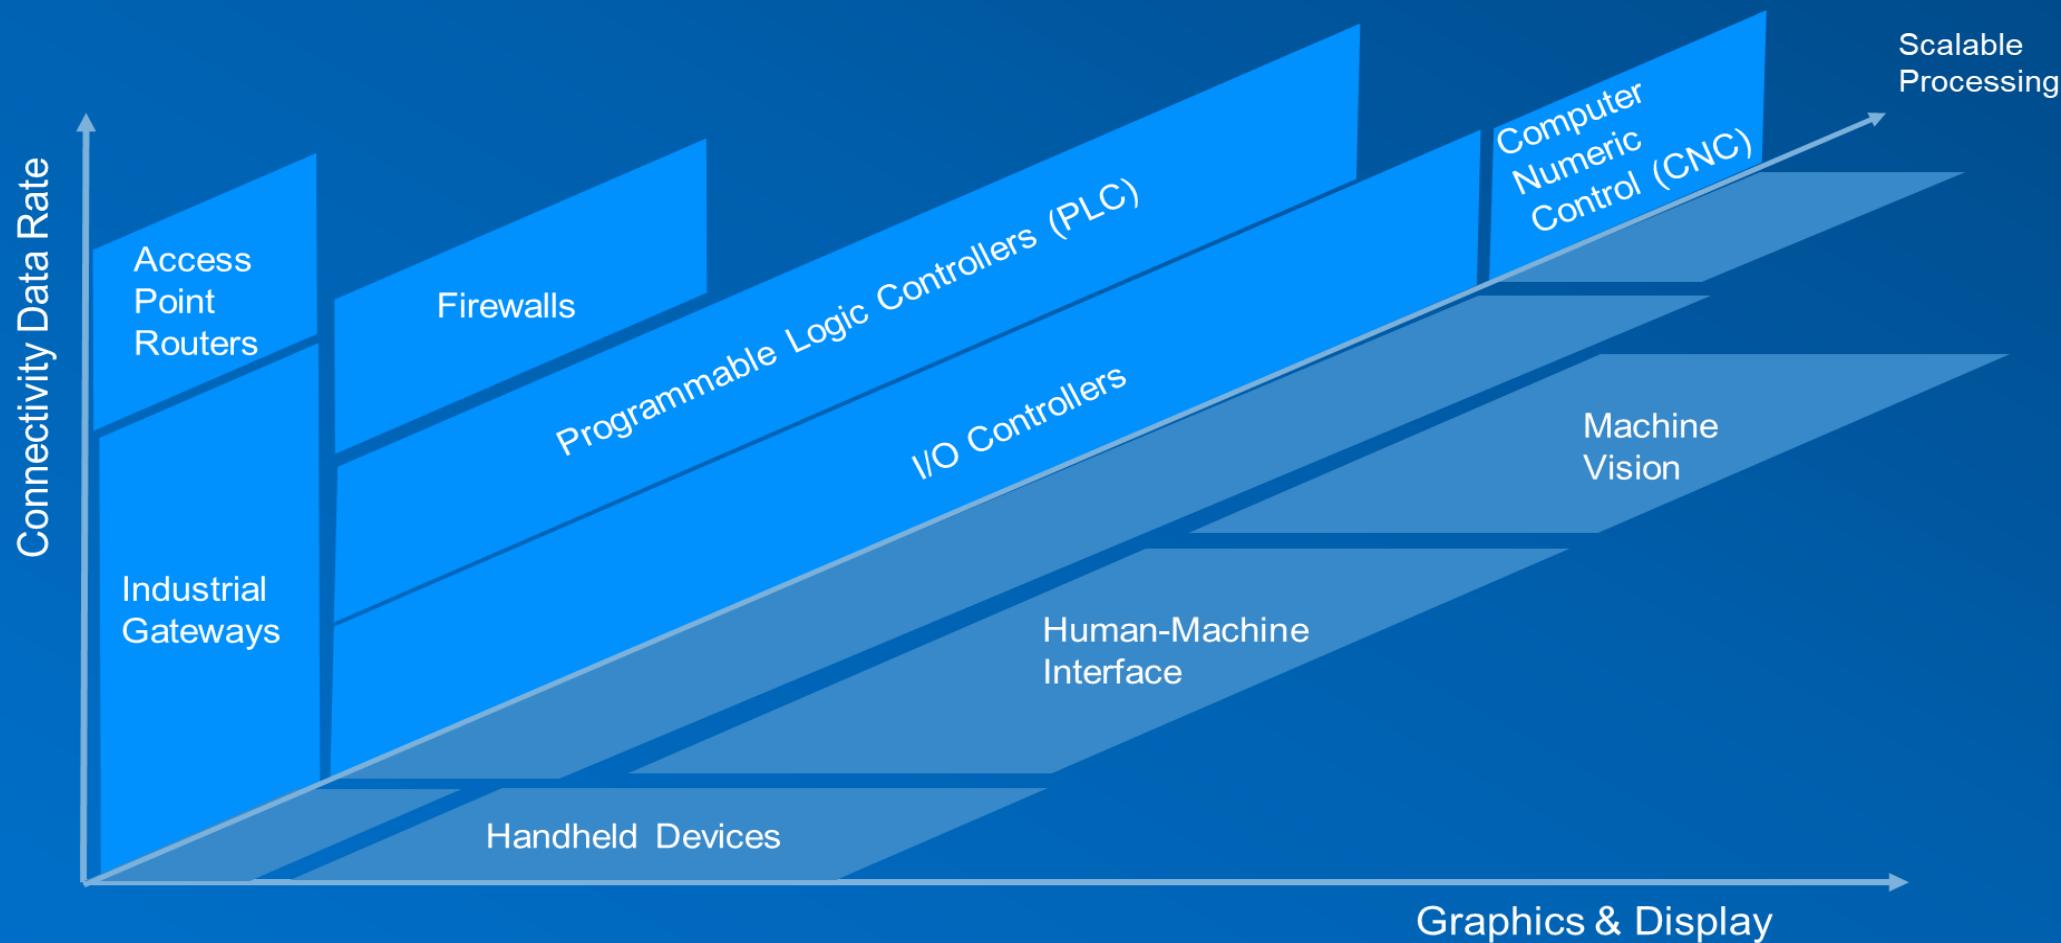 Scalable
Processing
Connectivity Data Rate
Access
Point
Routers
Firewalls
Programmable Logic Controllers (PLC)
I/O Controllers
Computer
Numeric
Control (CNC)
Industrial
Gateways
Machine
Vision
Human-Machine
Interface
Handheld Devices
Graphics & Display